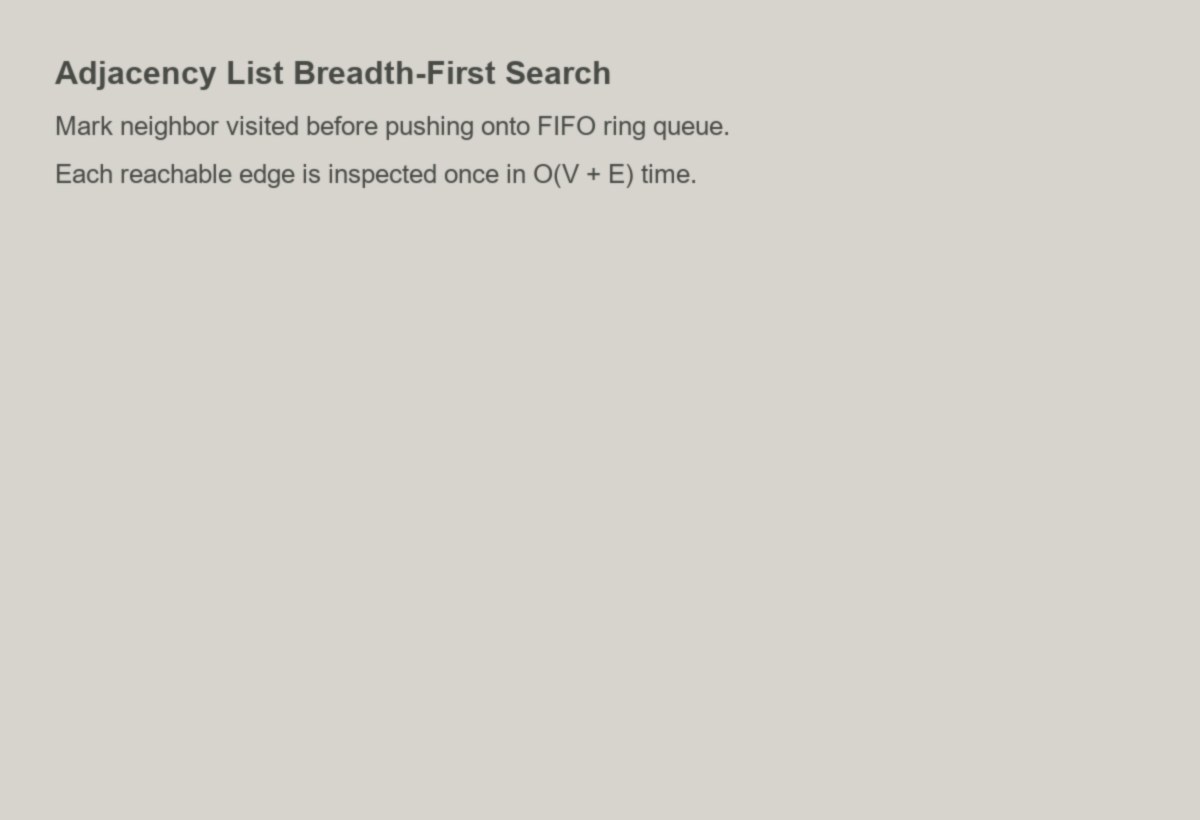 Adjacency List Breadth-First Search
Mark neighbor visited before pushing onto FIFO ring queue.
Each reachable edge is inspected once in O(V + E) time.